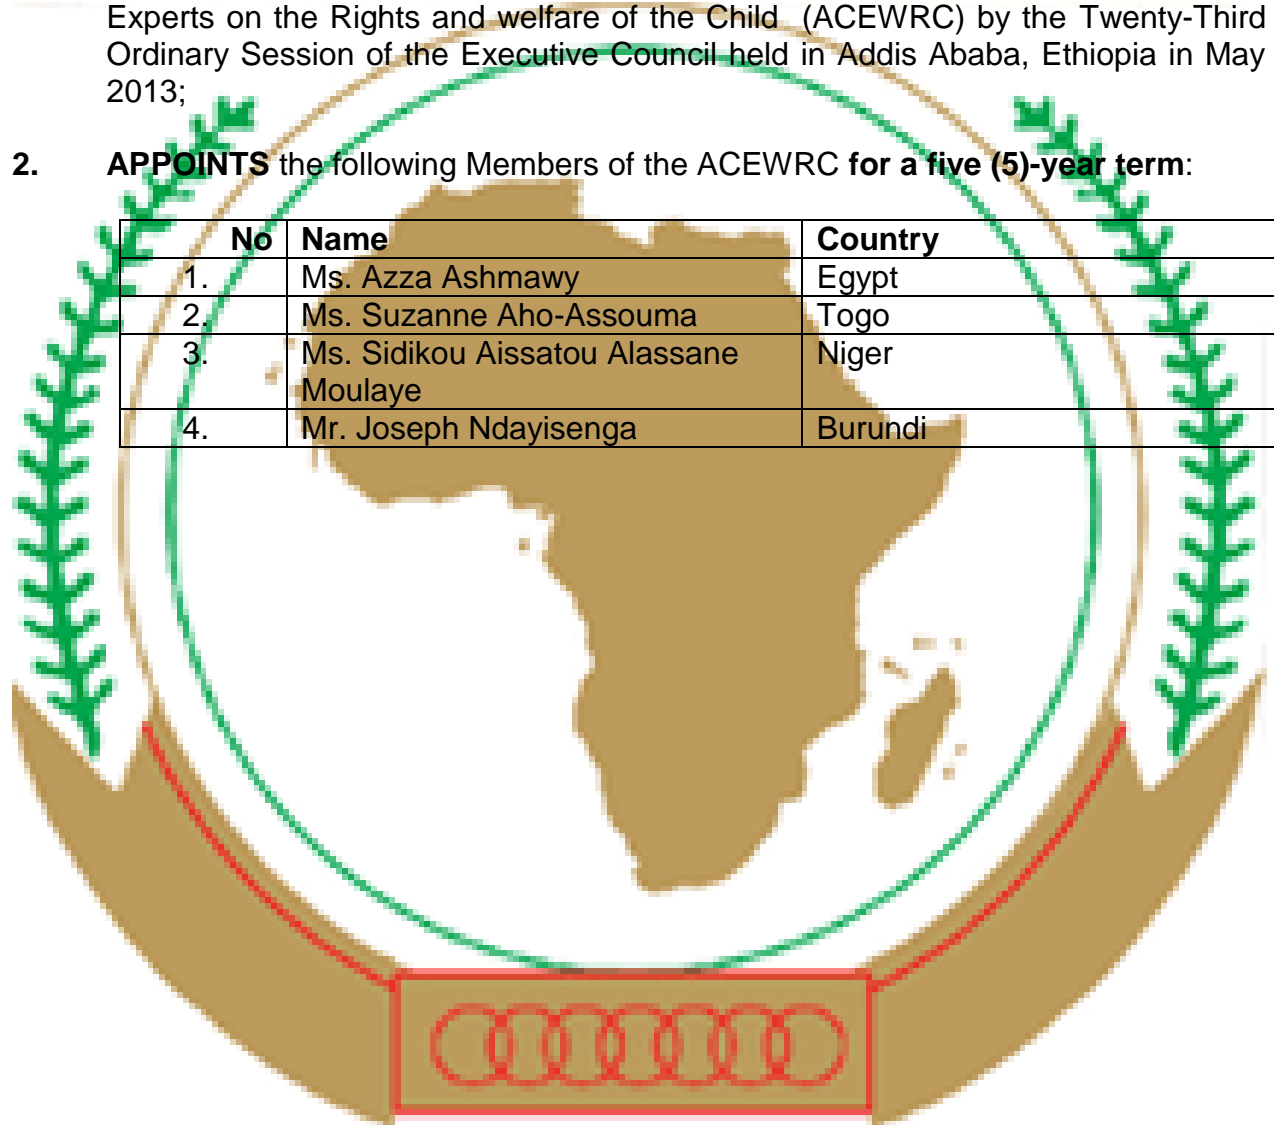 Experts on the Rights and welfare of the Child (ACEWRC) by the Twenty-Third
Ordinary Session of the Executive Council held in Addis Ababa, Ethiopia in May
2013;
2. APPOINTS the following Members of the ACEWRC for a five (5)-year term:
No Name Country
1. Ms. Azza Ashmawy Egypt
2. Ms. Suzanne Aho-Assouma Togo
3. Ms. Sidikou Aissatou Alassane Niger
Moulaye
4. Mr. Joseph Ndayisenga Burundi